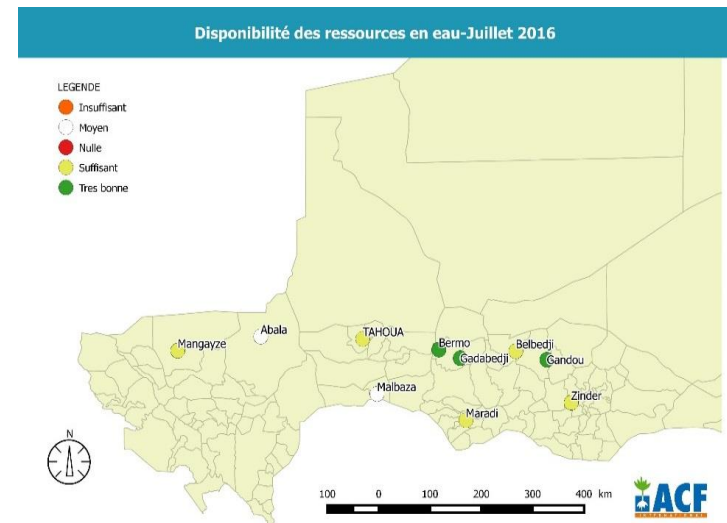 Disponibilité des ressources en eau-Juillet 2016
LEGENDE
Insuffisant
Moyen
Nulle
Suffisant
Tres bonne
Abala
TAHOUA
Mangayze
Bermo
Belbedji
Gadabedji
Gandou
Malbaza
Zinder
Maradi
N
100 0 100 200 300 400 km
ACF
INTERNATIONAL